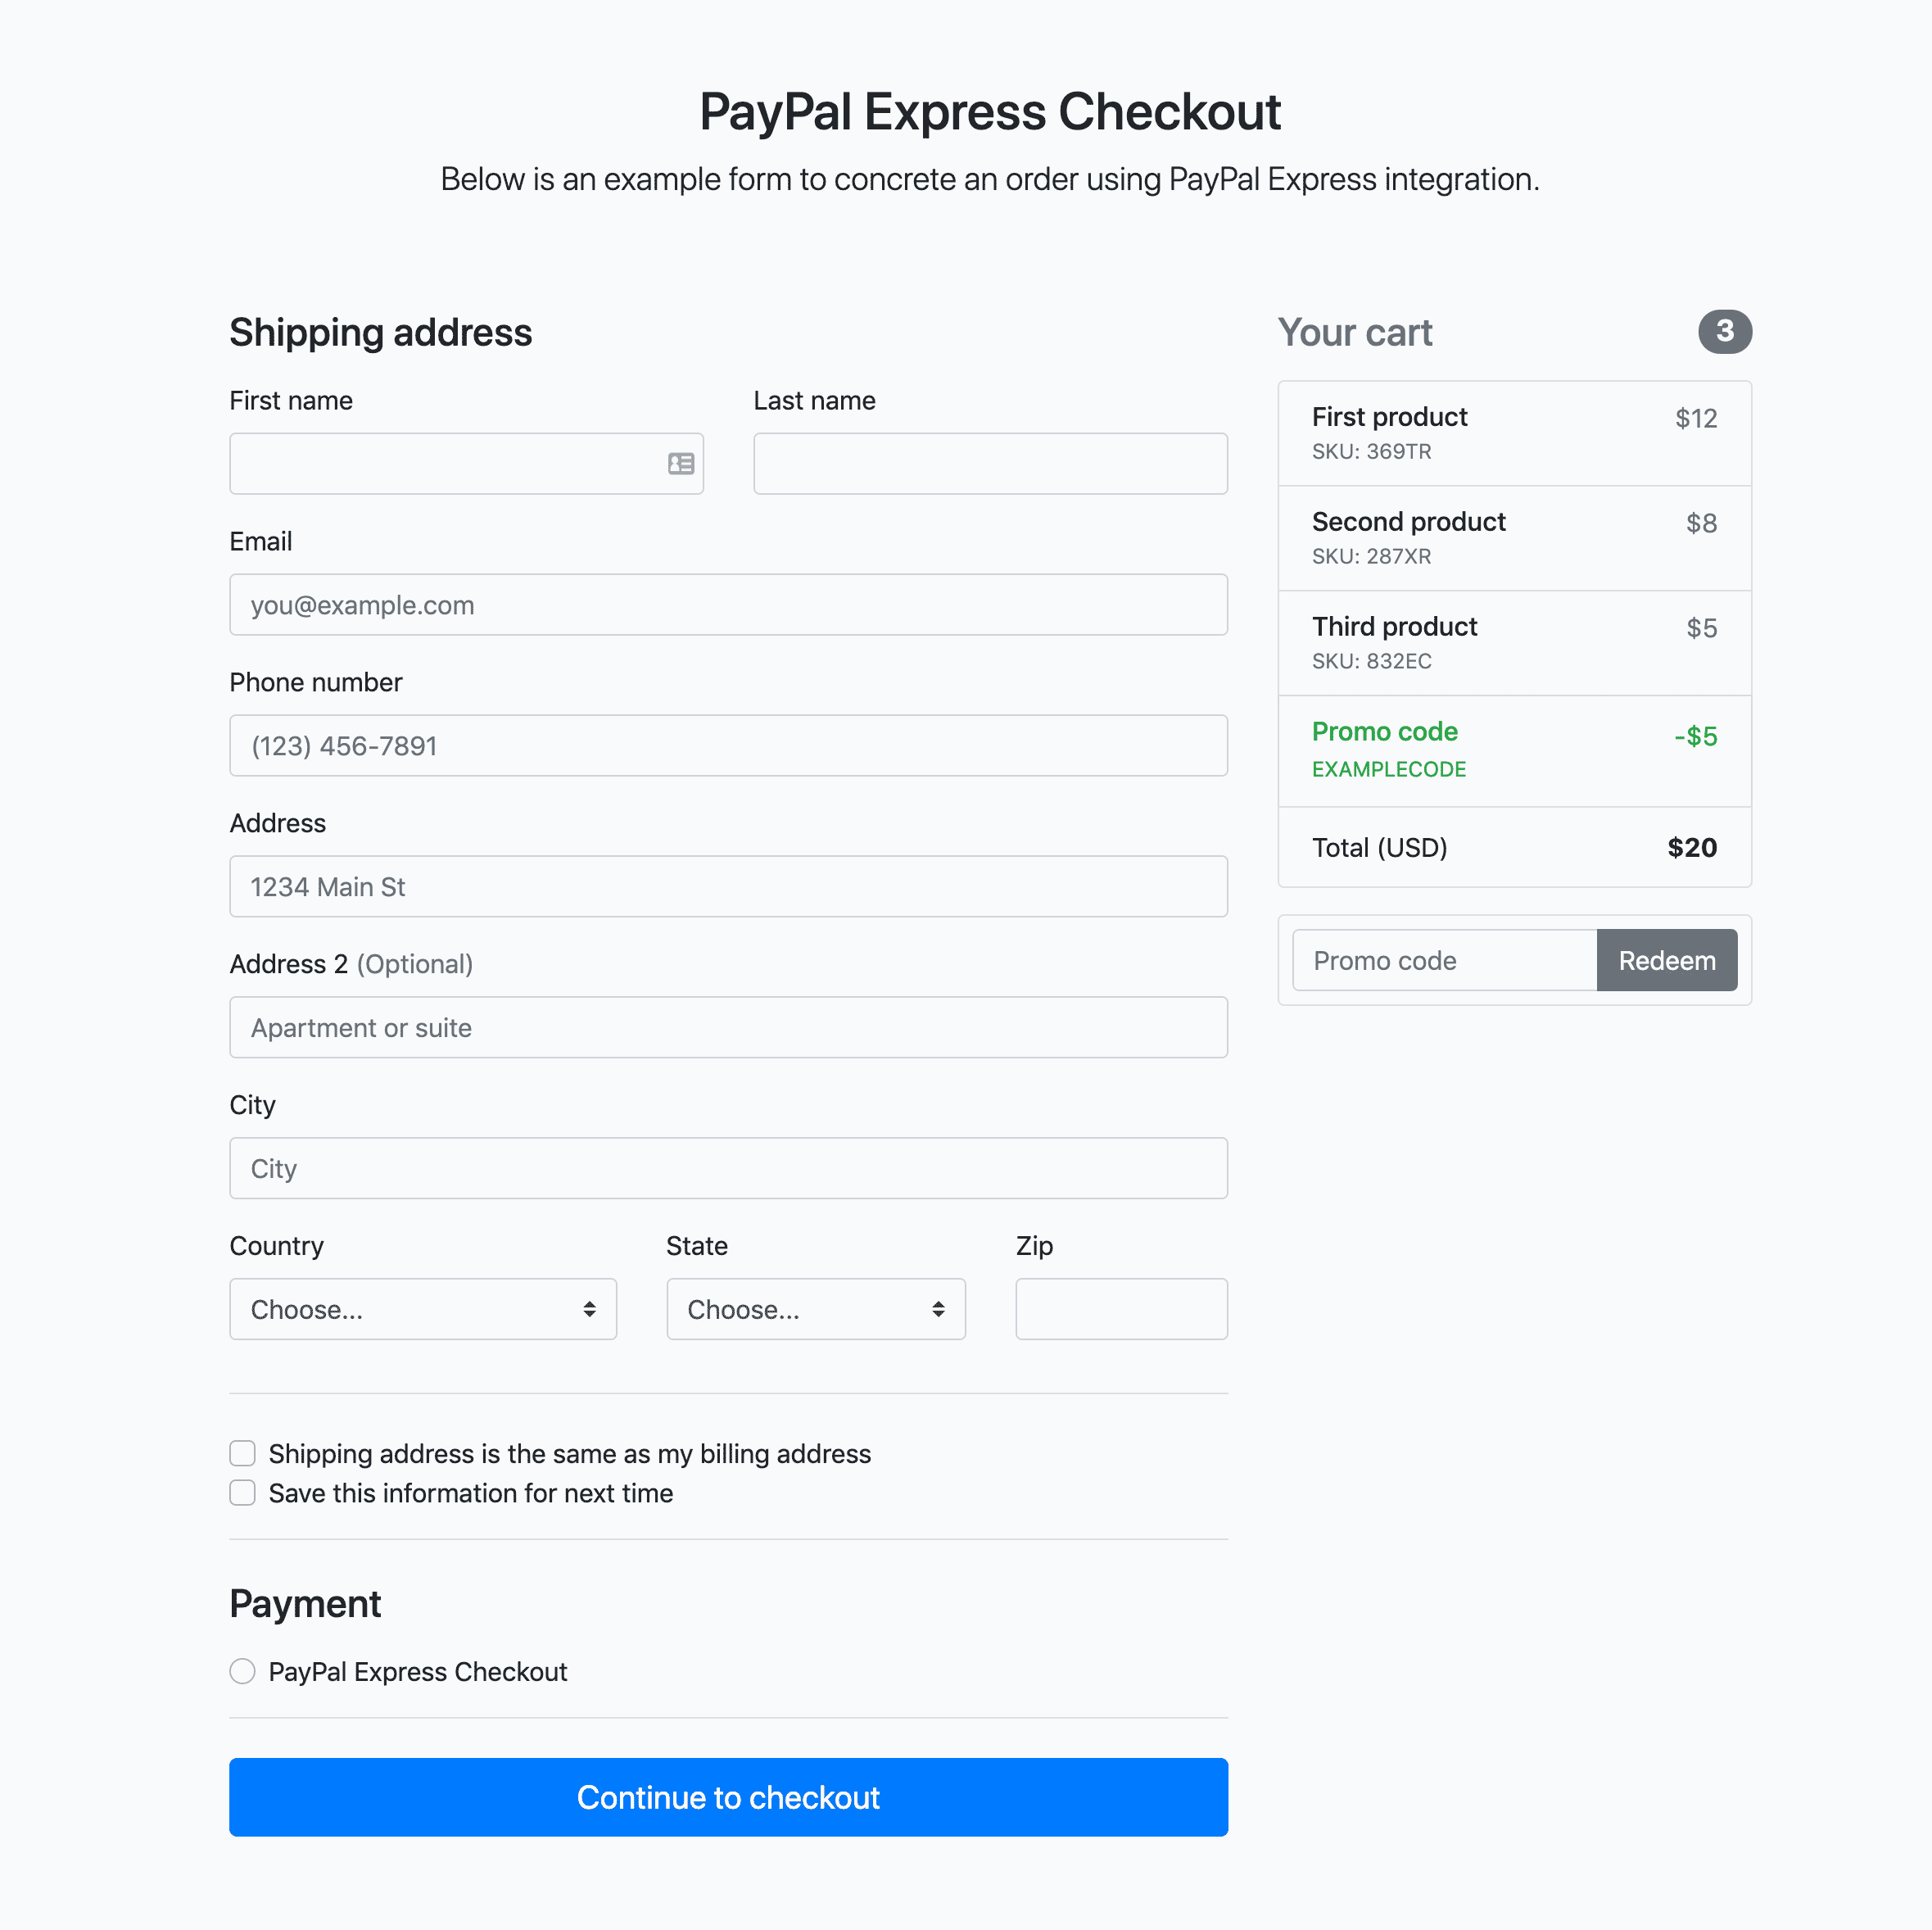 PayPal Express Checkout
Below is an example form to concrete an order using PayPal Express integration.
Shipping address
First name Last name
Email
you@example.com
Phone number
(123) 456-7891
Address
1234 Main St
Address 2 (Optional)
Apartment or suite
City
City
Country State Zip
Choose... Choose...
Shipping address is the same as my billing address
Save this information for next time
Payment
PayPal Express Checkout
Continue to checkout
Your cart 3
First product $12
SKU: 369TR
Second product $8
SKU: 287XR
Third product $5
SKU: 832EC
Promo code -$5
EXAMPLECODE
Total (USD) $20
Promo code Redeem